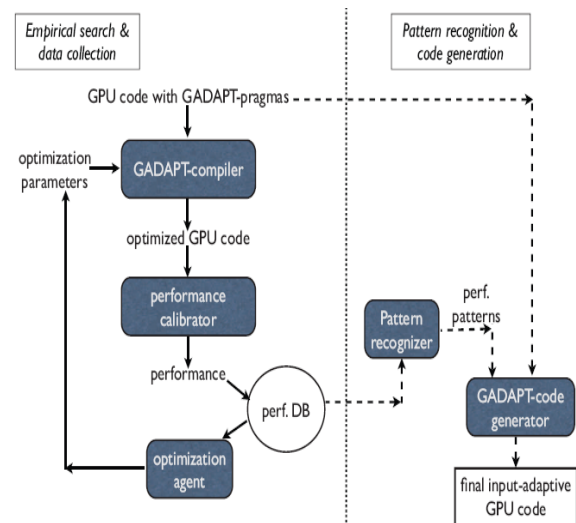 Empirical search &
data collection
Pattern recognition &
code generation
GPU code with GADAPT-pragmas
optimization
parameters
GADAPT-compiler
optimized GPU code
performance
calibrator
performance
perf. DB
optimization
agent
Pattern
recognizer
perf.
patterns
GADAPT-code
generator
final input-adaptive
GPU code